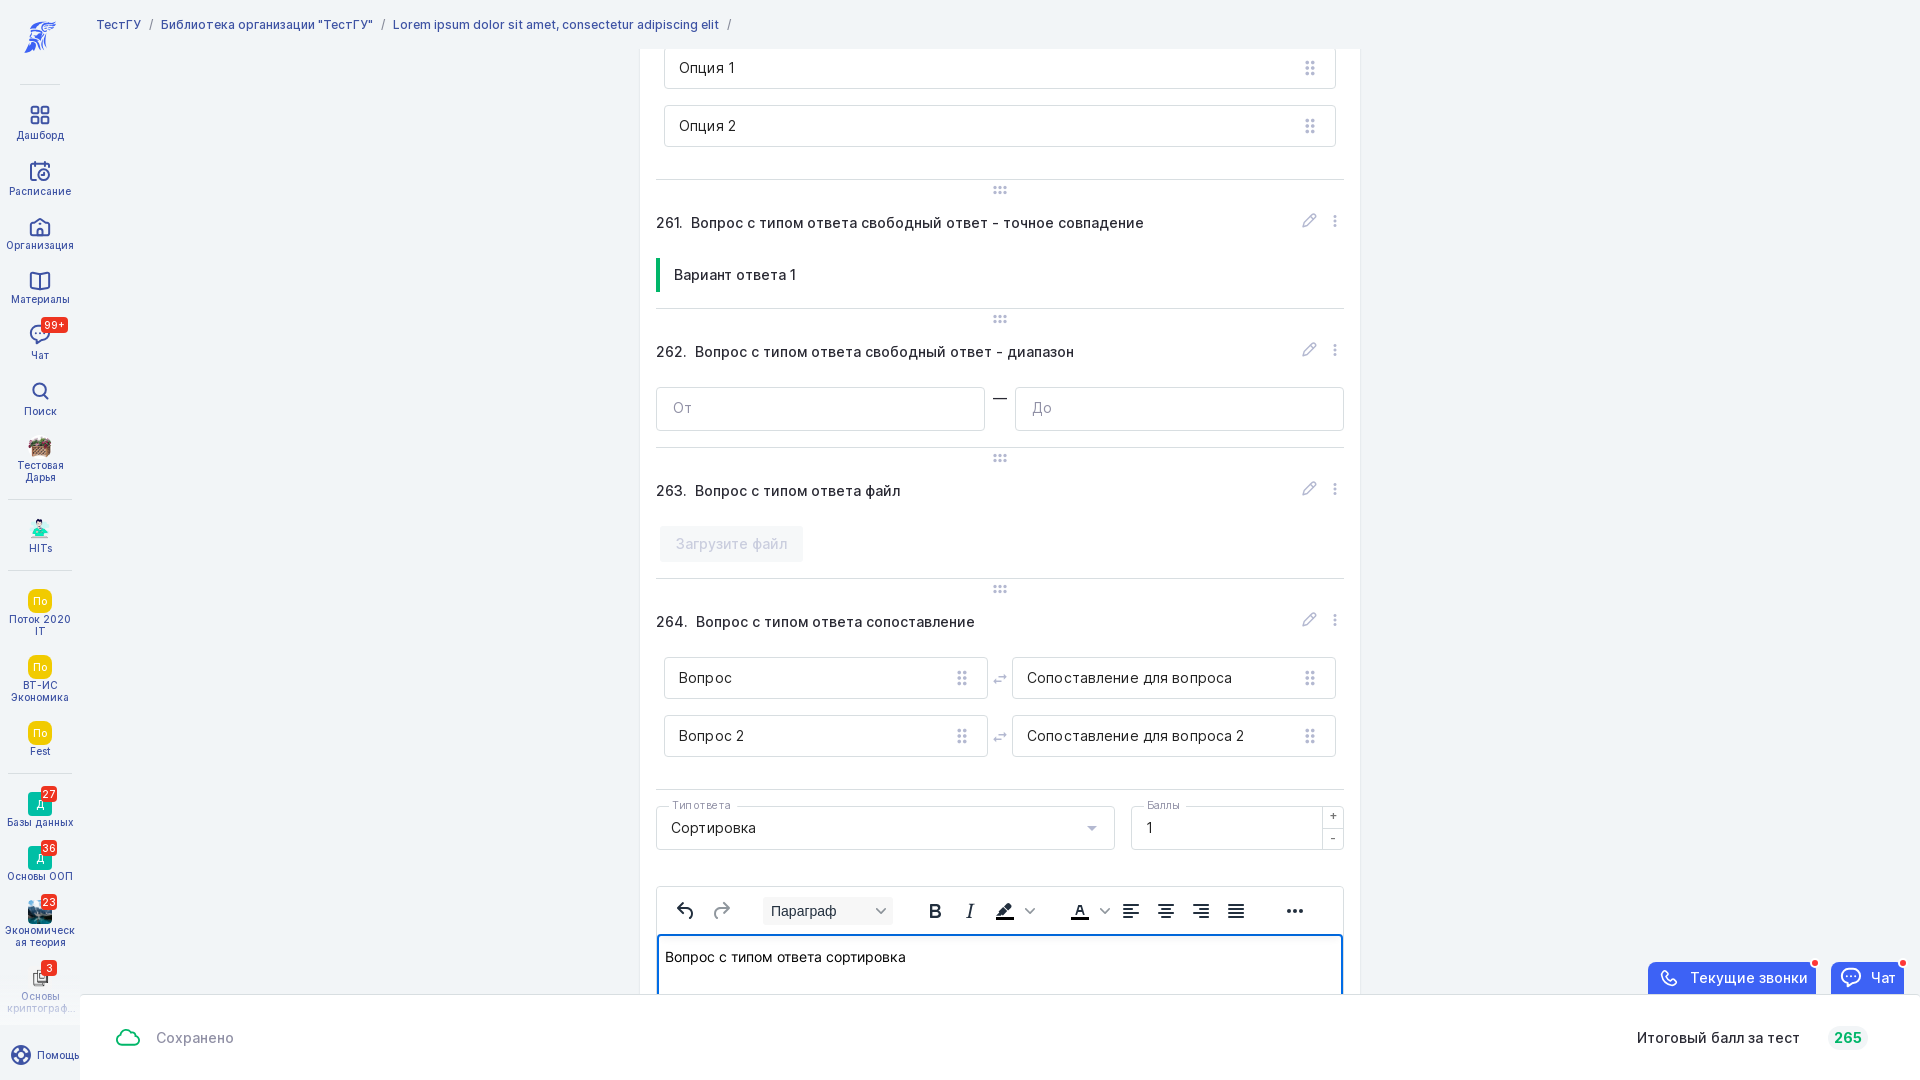 ТестГУ / Библиотека организации "ТестГУ" / Lorem ipsum dolor sit amet, consectetur adipiscing elit /
Дашборд
Расписание
Организация
Материалы
99+
Чат
Поиск
Тестовая
Дарья
HITs
По
Поток 2020
IT
По
ВТ-ИС
Экономика
По
Fest
27
Д
Базы данных
36
Д
Основы ООП
23
Экономическ
ая теория
3
Основы
криптограф...
Помощь
Опция 1
Опция 2
261. Вопрос с типом ответа свободный ответ - точное совпадение
Вариант ответа 1
262. Вопрос с типом ответа свободный ответ - диапазон
От — До
263. Вопрос с типом ответа файл
Загрузите файл
264. Вопрос с типом ответа сопоставление
Вопрос Сопоставление для вопроса
Вопрос 2 Сопоставление для вопроса 2
Тип ответа Баллы
Сортировка 1 + -
Параграф B I A
Вопрос с типом ответа сортировка
Текущие звонки Чат
Сохранено Итоговый балл за тест 265